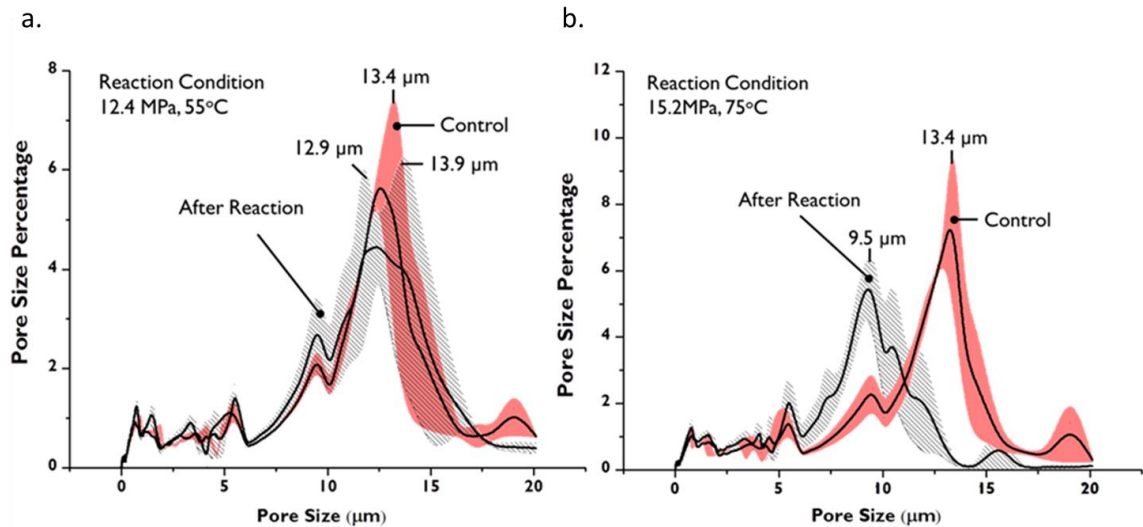 a.
8
6
4
2
0
Pore Size Percentage
Reaction Condition
12.4 MPa, 55°C
13.4 µm
Control
12.9 µm
13.9 µm
After Reaction
0 5 10 15 20
Pore Size (µm)
b.
12
10
8
6
4
2
0
Pore Size Percentage
Reaction Condition
15.2MPa, 75°C
13.4 µm
After Reaction
Control
9.5 µm
0 5 10 15 20
Pore Size (µm)